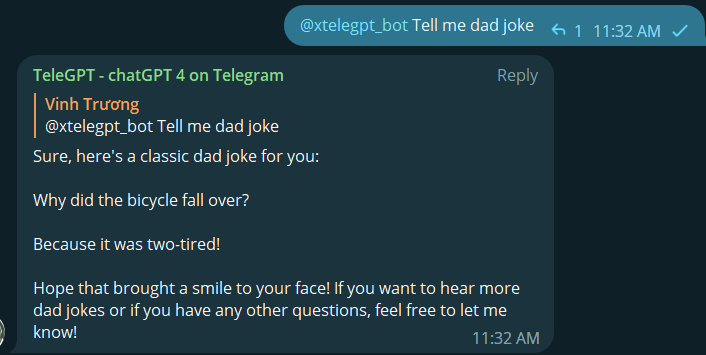 @xtelegpt_bot Tell me dad joke 1 11:32 AM
TeleGPT - chatGPT 4 on Telegram Reply
Vinh Trương
@xtelegpt_bot Tell me dad joke
Sure, here's a classic dad joke for you:
Why did the bicycle fall over?
Because it was two-tired!
Hope that brought a smile to your face! If you want to hear more
dad jokes or if you have any other questions, feel free to let me
know!
11:32 AM